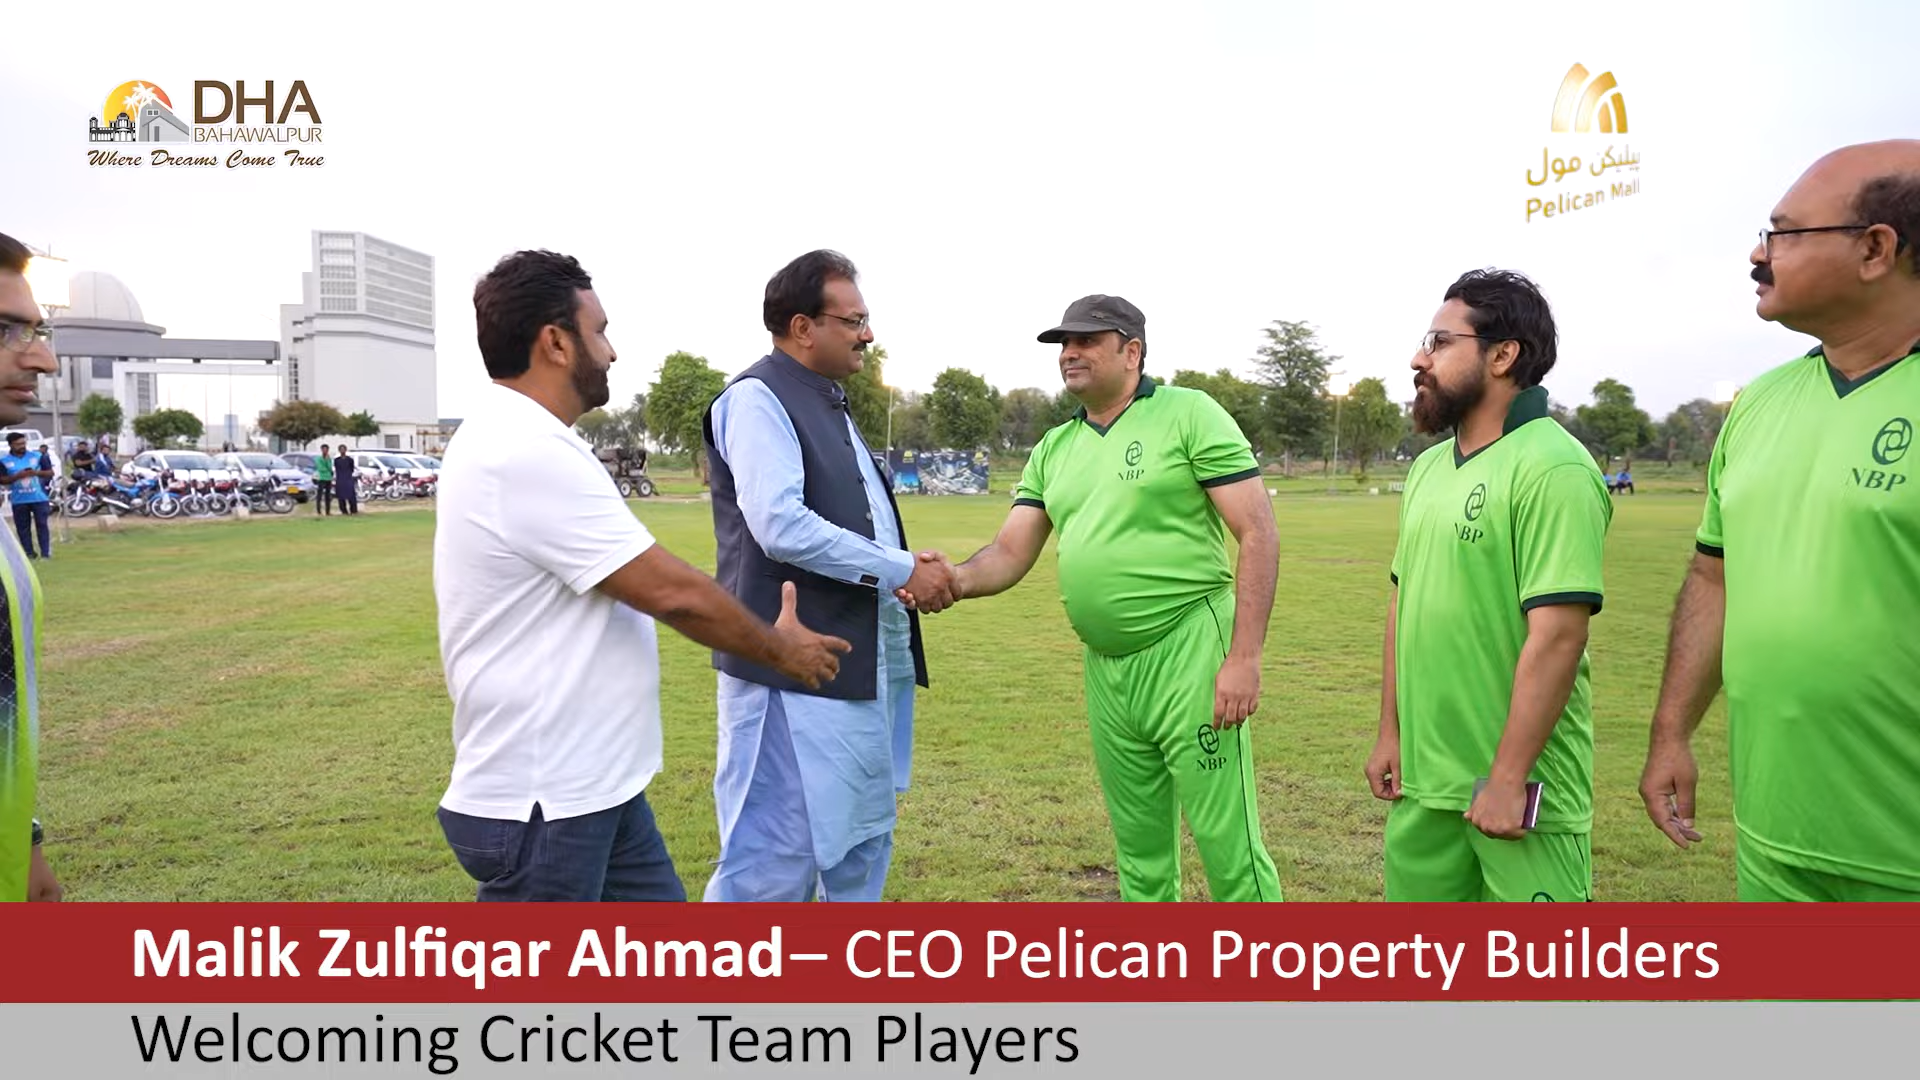 DHA
BAHAWALPUR
Where Dreams Come True
بيليكن مول
Pelican Mall
NBP
NBP
NBP
NBP
Malik Zulfiqar Ahmad – CEO Pelican Property Builders
Welcoming Cricket Team Players